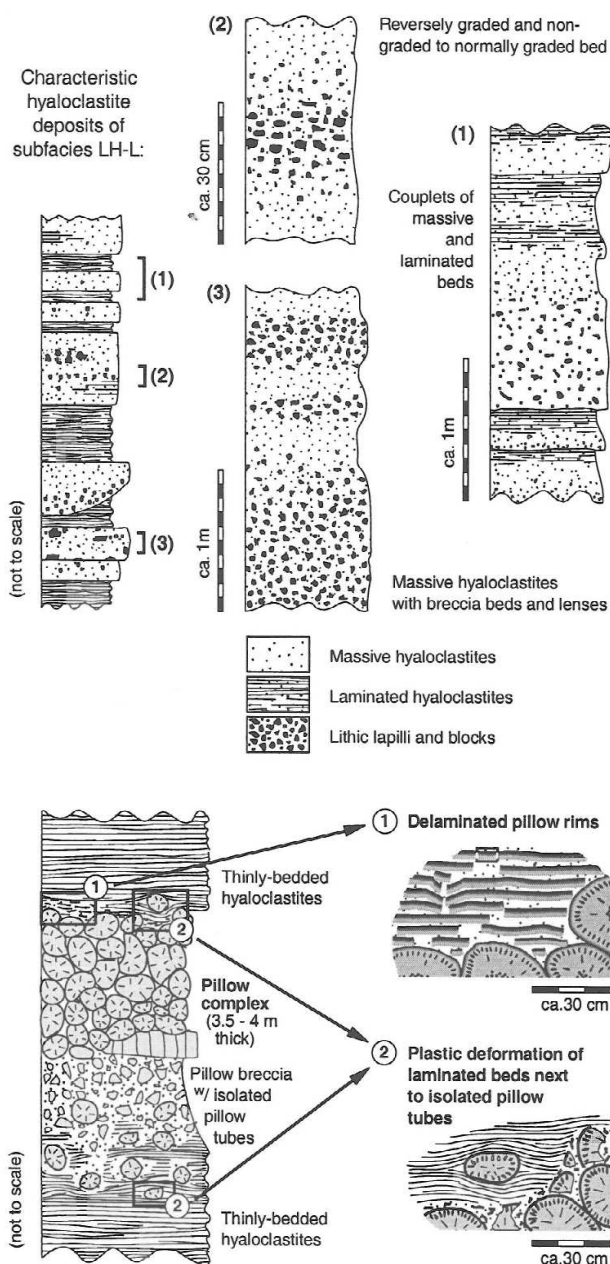 Characteristic
hyaloclastite
deposits of
subfacies LH-L:
(not to scale)
(1)
(2)
(3)
(2)
Reversely graded and non-
graded to normally graded bed
ca. 30 cm
(1)
Couplets of
massive
and
laminated
beds
ca. 1m
(3)
ca. 1m
Massive hyaloclastites
with breccia beds and lenses
Massive hyaloclastites
Laminated hyaloclastites
Lithic lapilli and blocks
(not to scale)
1
2
2
Thinly-bedded
hyaloclastites
Pillow
complex
(3.5 - 4 m
thick)
Pillow breccia
w/ isolated
pillow
tubes
Thinly-bedded
hyaloclastites
1 Delaminated pillow rims
ca.30 cm
2 Plastic deformation of
laminated beds next
to isolated pillow
tubes
ca.30 cm